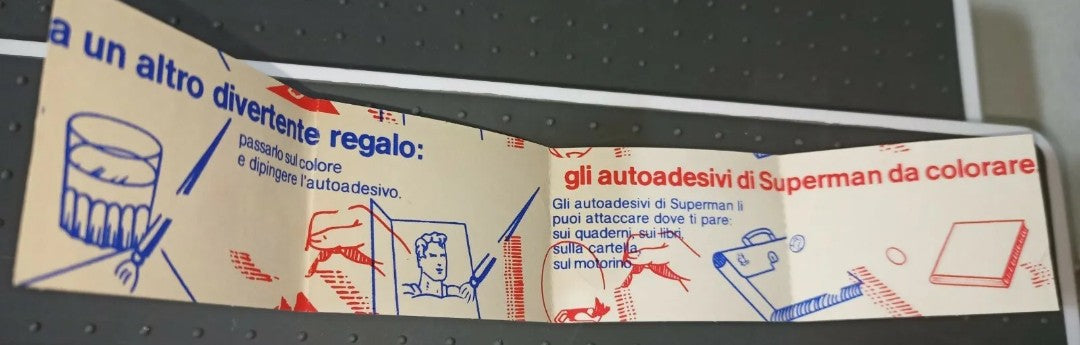 a un altro divertente regalo:
passarlo sul colore
e dipingere l'autoadesivo.
gli autoadesivi di Superman da colorare
Gli autoadesivi di Superman li
puoi attaccare dove ti pare:
sui quaderni, sui libri,
sulla cartella,
sul motorino